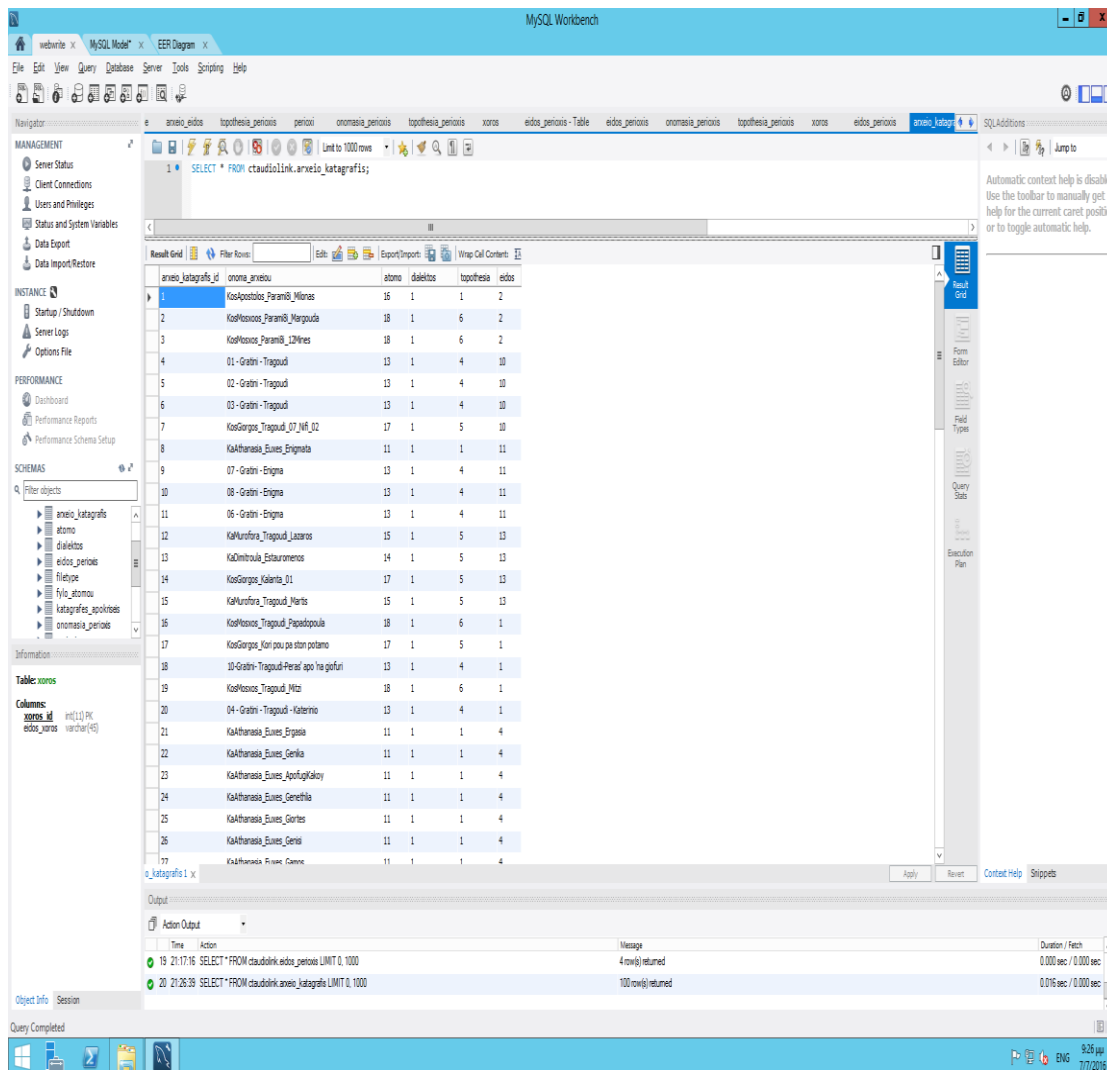 MySQL Workbench
webwrite x MySQL Model* x EER Diagram x
File Edit View Query Database Server Tools Scripting Help
Navigator
e arxeio_eidos topothesia_perioxis perioxi onomasia_perioxis topothesia_perioxis xoros eidos_perioxis - Table eidos_perioxis onomasia_perioxis topothesia_perioxis xoros eidos_perioxis arxeio_katagra
SQLAdditions
MANAGEMENT
Server Status
Client Connections
Users and Privileges
Status and System Variables
Data Export
Data Import/Restore
INSTANCE
Startup / Shutdown
Server Logs
Options File
PERFORMANCE
Dashboard
Performance Reports
Performance Schema Setup
SCHEMAS
Filter objects
arxeio_katagrafis
atomo
dialektos
eidos_perioxis
filetype
fylo_atomou
katagrafes_apokriseis
onomasia_perioxis
Information
Table: xoros
Columns:
xoros_id int(11) PK
eidos_xoros varchar(45)
Object Info Session
Limit to 1000 rows
1 SELECT * FROM ctaudiolink.arxeio_katagrafis;
Result Grid Filter Rows: Edit: Export/Import: Wrap Cell Content:
arxeio_katagrafis_id onoma_arxeiou atomo dialektos topothesia eidos
1 KosApostolos_Parami8i_Milonas 16 1 1 2
2 KosMosxoos_Parami8i_Margouda 18 1 6 2
3 KosMosxos_Parami8i_12Mines 18 1 6 2
4 01 - Gratini - Tragoudi 13 1 4 10
5 02 - Gratini - Tragoudi 13 1 4 10
6 03 - Gratini - Tragoudi 13 1 4 10
7 KosGiorgos_Tragoudi_07_Nifi_02 17 1 5 10
8 KaAthanasia_Euxes_Enigmata 11 1 1 11
9 07 - Gratini - Enigma 13 1 4 11
10 08 - Gratini - Enigma 13 1 4 11
11 06 - Gratini - Enigma 13 1 4 11
12 KaMurofora_Tragoudi_Lazaros 15 1 5 13
13 KaDimitroula_Estauromenos 14 1 5 13
14 KosGiorgos_Kalanta_01 17 1 5 13
15 KaMurofora_Tragoudi_Martis 15 1 5 13
16 KosMosxos_Tragoudi_Papadopoula 18 1 6 1
17 KosGiorgos_Kori pou pa ston potamo 17 1 5 1
18 10-Gratini- Tragoudi-Peras' apo 'na giofuri 13 1 4 1
19 KosMosxos_Tragoudi_Mitzi 18 1 6 1
20 04 - Gratini - Tragoudi - Katerinio 13 1 4 1
21 KaAthanasia_Euxes_Ergasia 11 1 1 4
22 KaAthanasia_Euxes_Genika 11 1 1 4
23 KaAthanasia_Euxes_ApofugiKakoy 11 1 1 4
24 KaAthanasia_Euxes_Genethlia 11 1 1 4
25 KaAthanasia_Euxes_Giortes 11 1 1 4
26 KaAthanasia_Euxes_Genisi 11 1 1 4
27 KaAthanasia_Euxes_Gamos 11 1 1 4
Result Grid
Form Editor
Field Types
Query Stats
Execution Plan
o_katagrafis 1 x
Apply Revert
Jump to
Automatic context help is disabl
Use the toolbar to manually get
help for the current caret positi
or to toggle automatic help.
Context Help Snippets
Output
Action Output
Time Action Message Duration / Fetch
19 21:17:16 SELECT * FROM ctaudiolink.eidos_perioxis LIMIT 0, 1000 4 row(s) returned 0.000 sec / 0.000 sec
20 21:26:39 SELECT * FROM ctaudiolink.arxeio_katagrafis LIMIT 0, 1000 100 row(s) returned 0.016 sec / 0.000 sec
Query Completed
ENG
9:26 μμ
7/7/2016